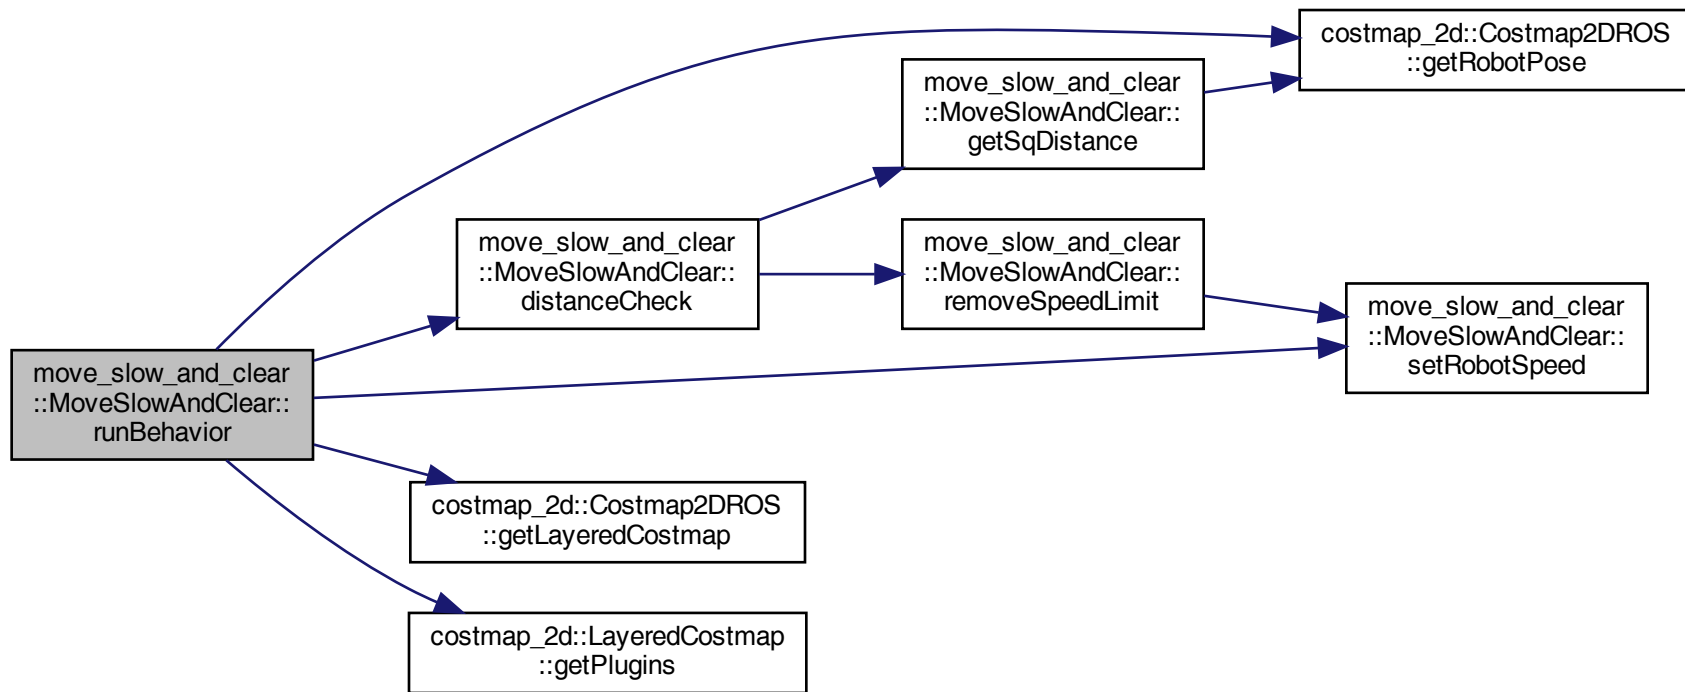 costmap_2d::Costmap2DROS
::getRobotPose
move_slow_and_clear
::MoveSlowAndClear::
getSqDistance
move_slow_and_clear
::MoveSlowAndClear::
distanceCheck
move_slow_and_clear
::MoveSlowAndClear::
removeSpeedLimit
move_slow_and_clear
::MoveSlowAndClear::
setRobotSpeed
move_slow_and_clear
::MoveSlowAndClear::
runBehavior
costmap_2d::Costmap2DROS
::getLayeredCostmap
costmap_2d::LayeredCostmap
::getPlugins